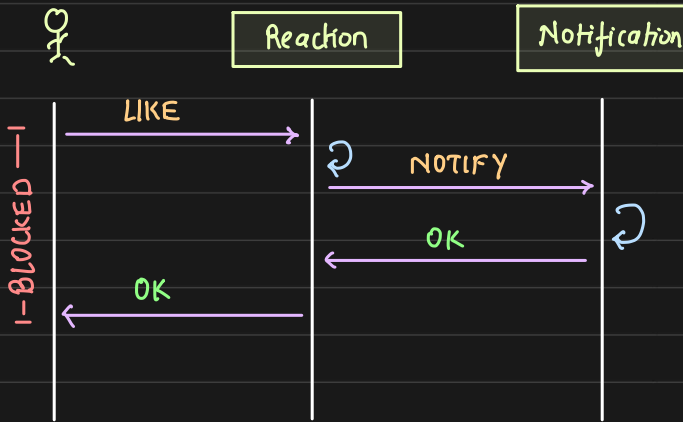 Reaction
Notification
LIKE
NOTIFY
OK
OK
BLOCKED